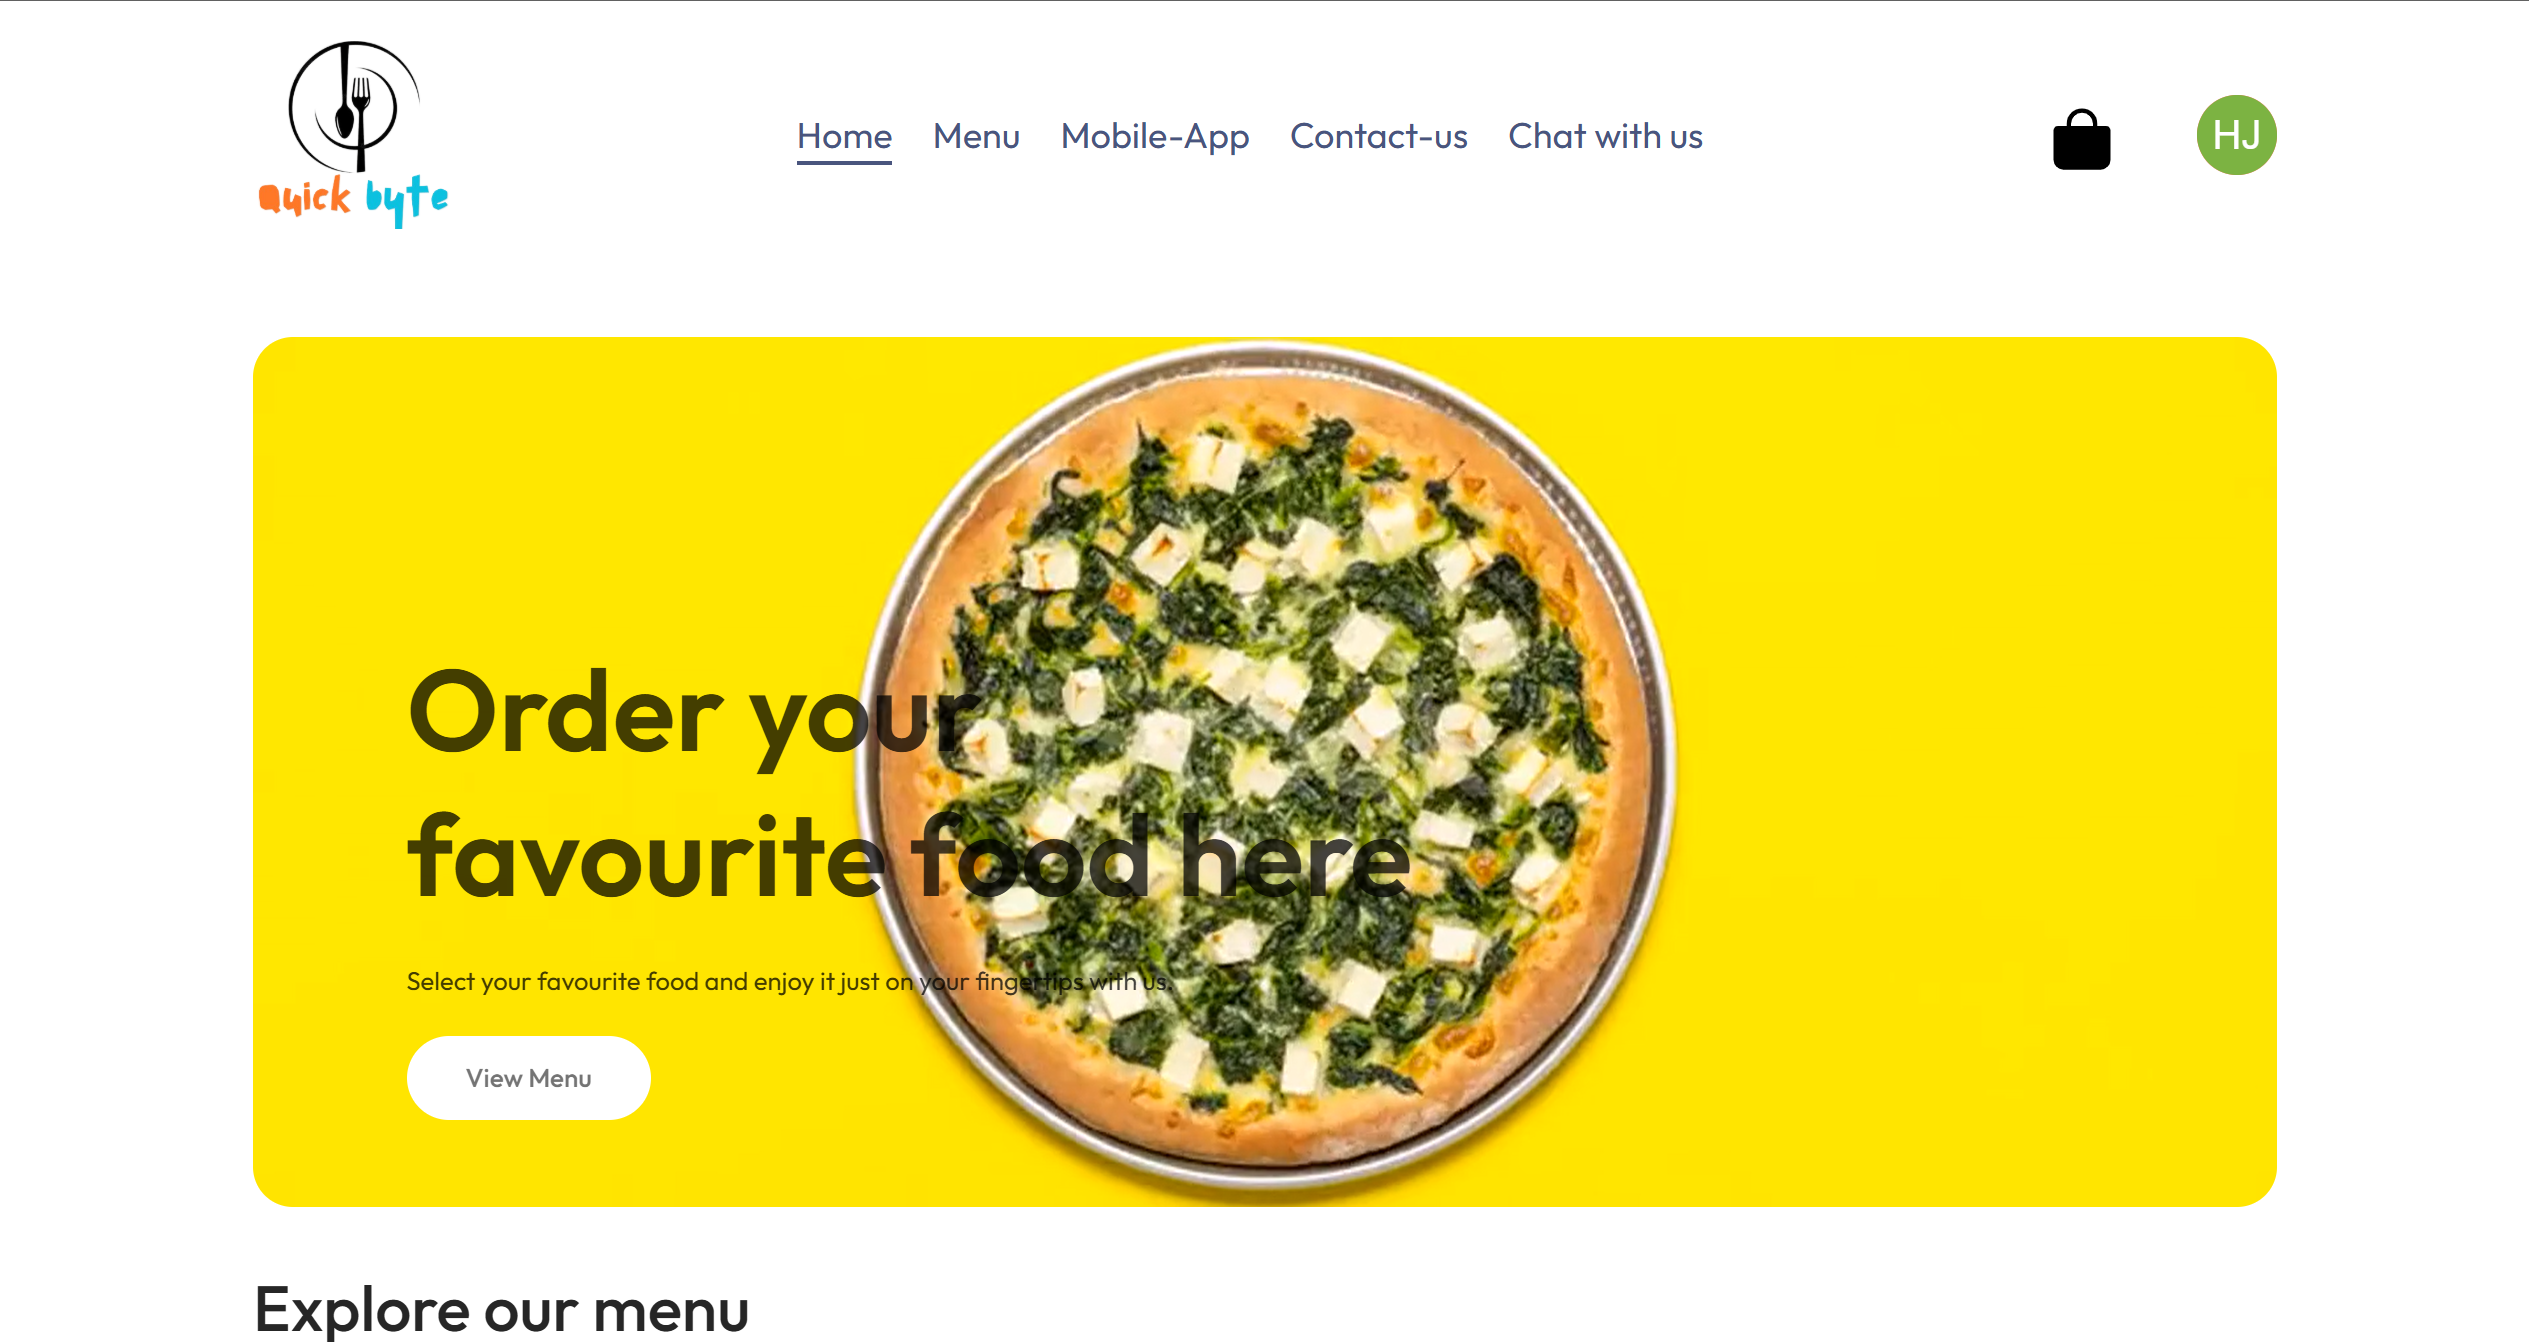 quick byte
Home Menu Mobile-App Contact-us Chat with us
HJ
Order your
favourite food here
Select your favourite food and enjoy it just on your fingertips with us.
View Menu
Explore our menu